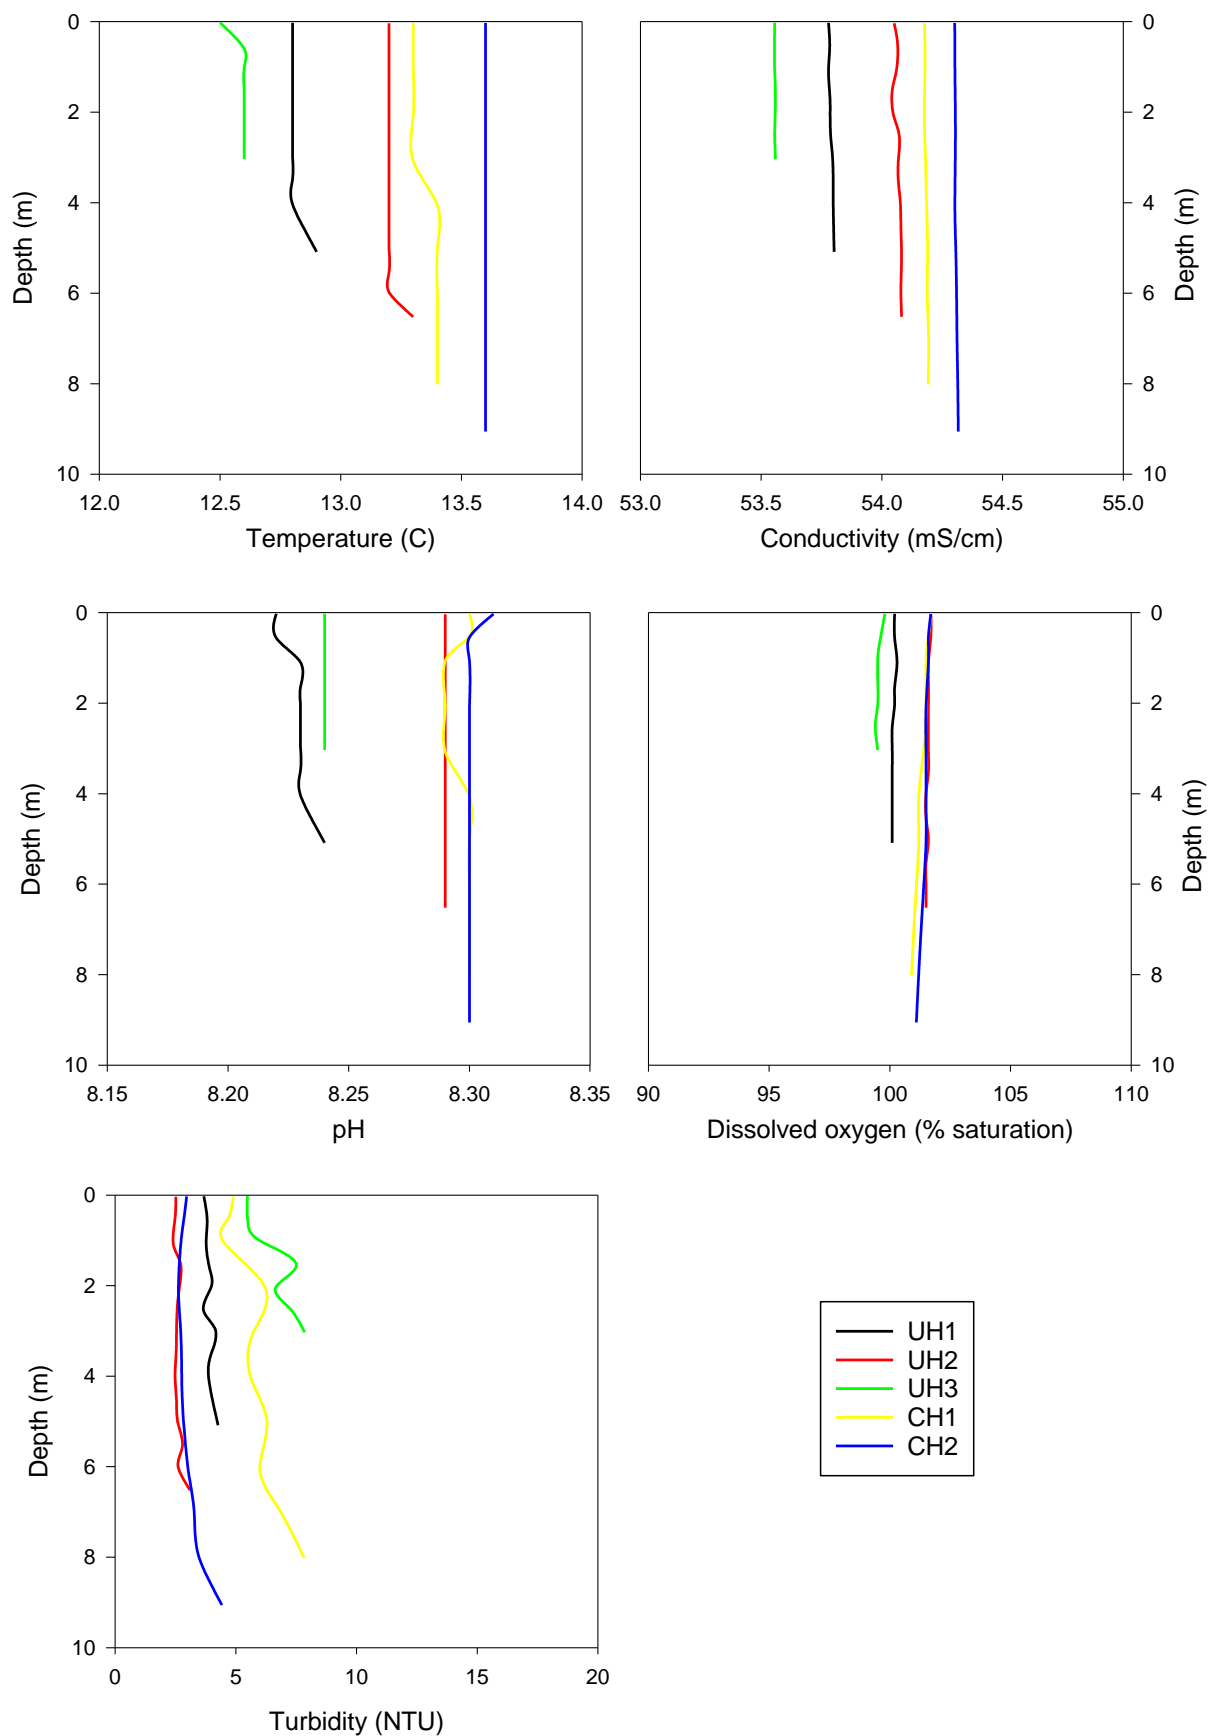 0
2
4
6
8
10
Depth (m)
12.0 12.5 13.0 13.5 14.0
Temperature (C)
0
2
4
6
8
10
Depth (m)
53.0 53.5 54.0 54.5 55.0
Conductivity (mS/cm)
0
2
4
6
8
10
Depth (m)
8.15 8.20 8.25 8.30 8.35
pH
0
2
4
6
8
10
Depth (m)
90 95 100 105 110
Dissolved oxygen (% saturation)
0
2
4
6
8
10
Depth (m)
0 5 10 15 20
Turbidity (NTU)
UH1
UH2
UH3
CH1
CH2